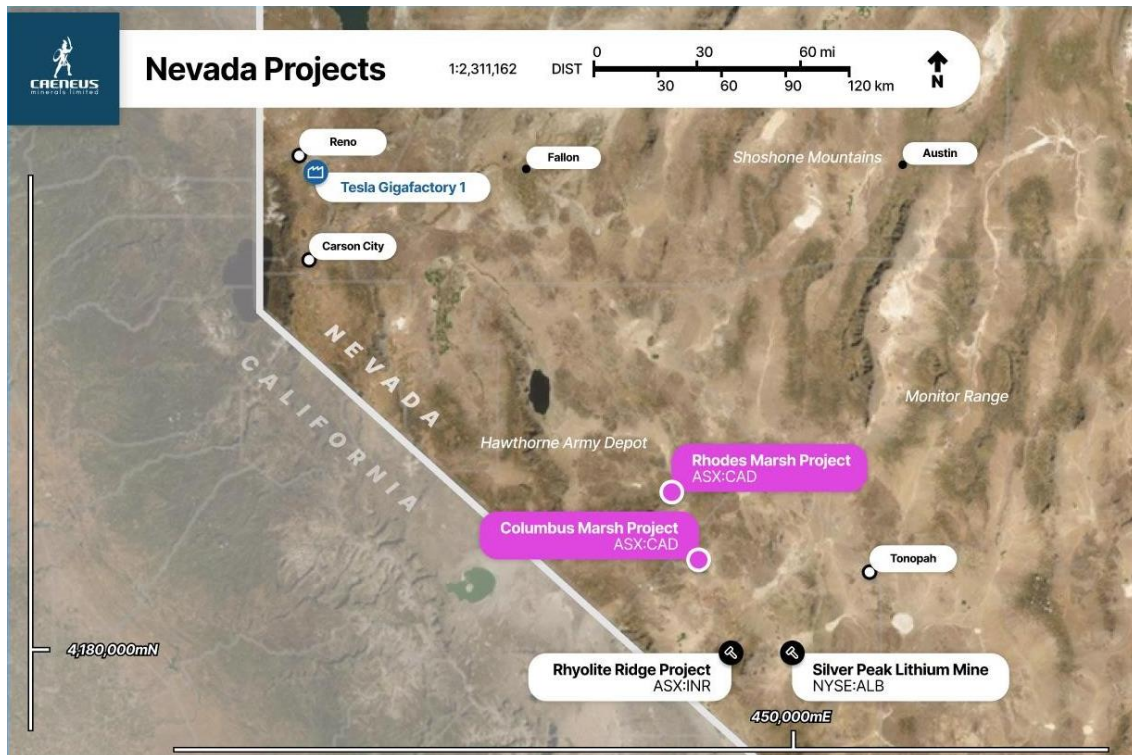 CAENEUS
minerals limited
Nevada Projects
1:2,311,162
DIST
0 30 60 mi
30 60 90 120 km
N
Reno
Tesla Gigafactory 1
Fallon
Shoshone Mountains
Austin
Carson City
NEVADA
CALIFORNIA
Monitor Range
Hawthorne Army Depot
Rhodes Marsh Project
ASX:CAD
Columbus Marsh Project
ASX:CAD
Tonopah
4,180,000mN
Rhyolite Ridge Project
ASX:INR
Silver Peak Lithium Mine
NYSE:ALB
450,000mE